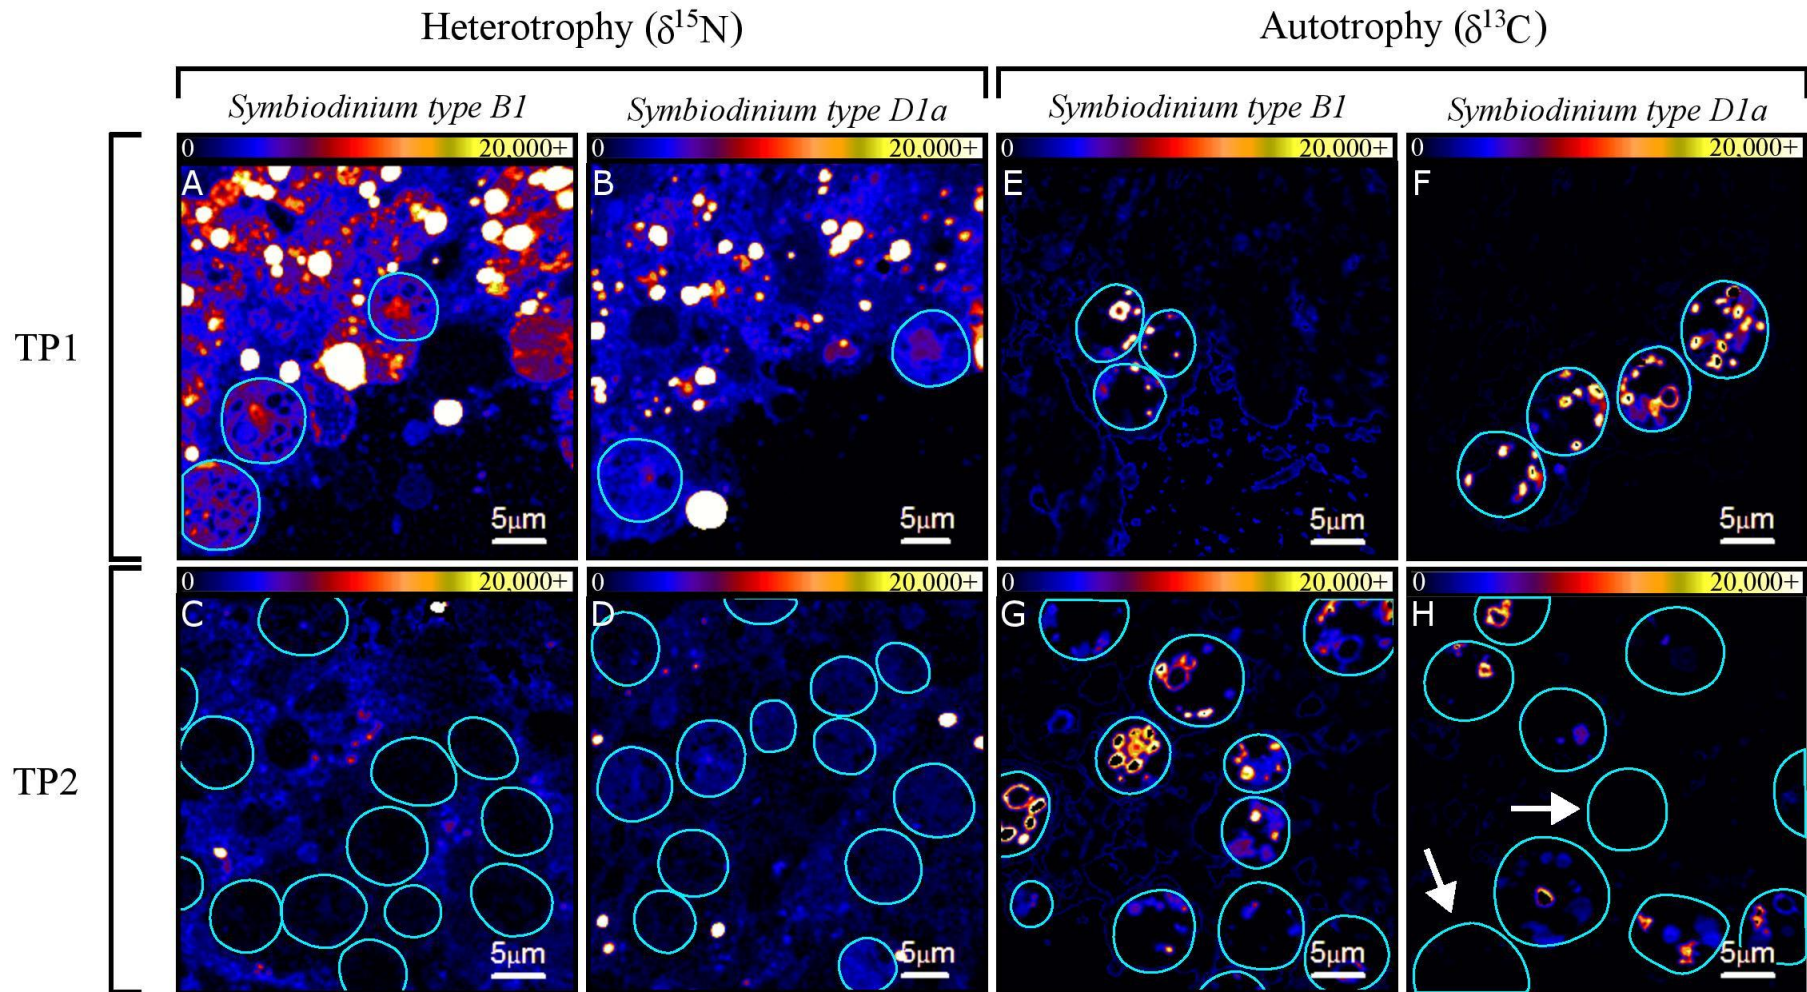 Heterotrophy (δ¹⁵N) Autotrophy (δ¹³C)
Symbiodinium type B1 Symbiodinium type D1a Symbiodinium type B1 Symbiodinium type D1a
0 20,000+ 0 20,000+ 0 20,000+ 0 20,000+
A B E F
TP1
5µm 5µm 5µm 5µm
0 20,000+ 0 20,000+ 0 20,000+ 0 20,000+
C D G H
TP2
5µm 5µm 5µm 5µm